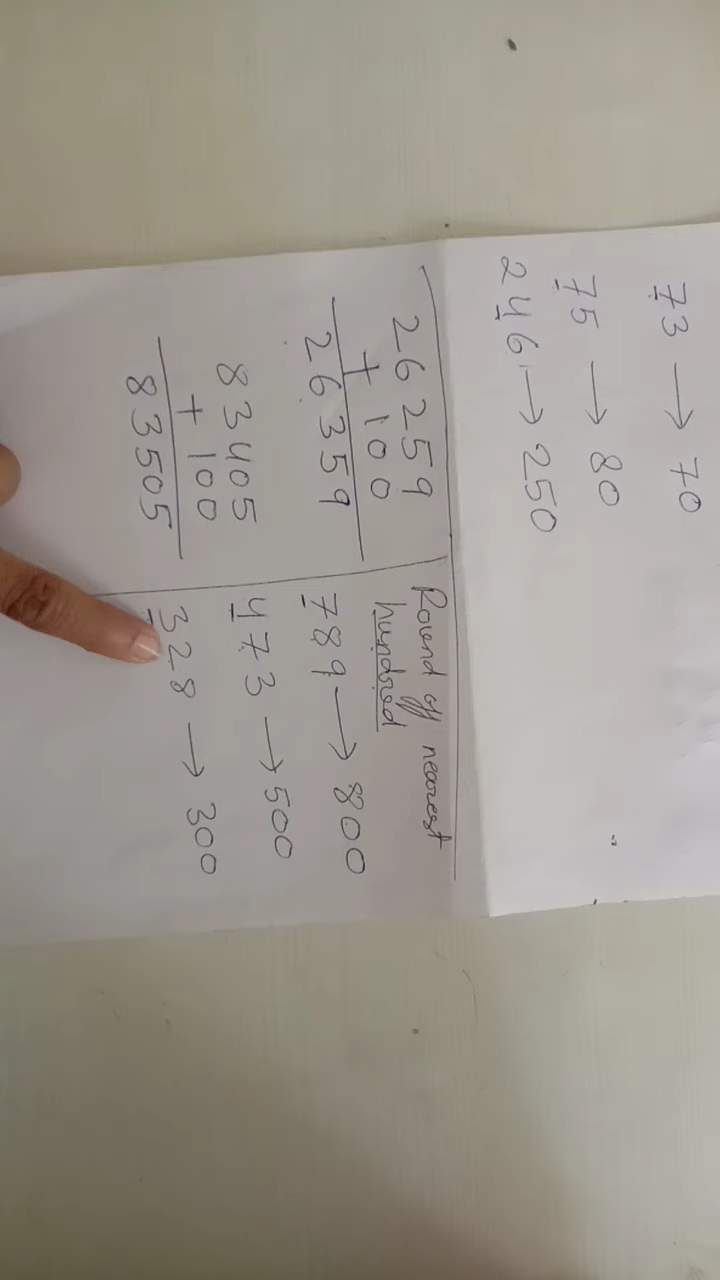 73 → 70
75 → 80
246 → 250
26259
+ 100
26359
83405
+ 100
83505
Round off nearest
hundred
789 → 800
473 → 500
328 → 300